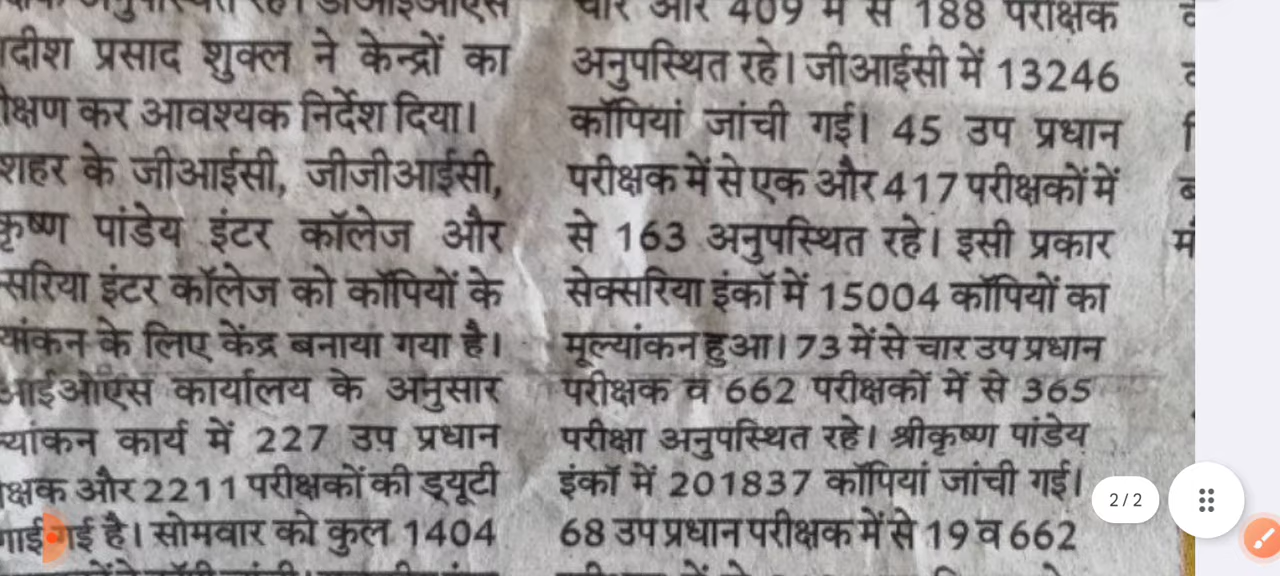 दीश प्रसाद शुक्ल ने केन्द्रों का
क्षण कर आवश्यक निर्देश दिया।
शहर के जीआईसी, जीजीआईसी,
कृष्ण पांडेय इंटर कॉलेज और
सरिया इंटर कॉलेज को कॉपियों के
यांकन के लिए केंद्र बनाया गया है।
आईओएस कार्यालय के अनुसार
ल्यांकन कार्य में 227 उप प्रधान
क्षक और 2211 परीक्षकों की ड्यूटी
गई है। सोमवार को कुल 1404
चार और 409 में से 188 परीक्षक
अनुपस्थित रहे। जीआईसी में 13246
कॉपियां जांची गई। 45 उप प्रधान
परीक्षक में से एक और 417 परीक्षकों में
से 163 अनुपस्थित रहे। इसी प्रकार
सेक्सरिया इंकॉ में 15004 कॉपियों का
मूल्यांकन हुआ। 73 में से चार उप प्रधान
परीक्षक व 662 परीक्षकों में से 365
परीक्षा अनुपस्थित रहे। श्रीकृष्ण पांडेय
इंकॉ में 201837 कॉपियां जांची गई।
68 उप प्रधान परीक्षक में से 19 व 662
2/2